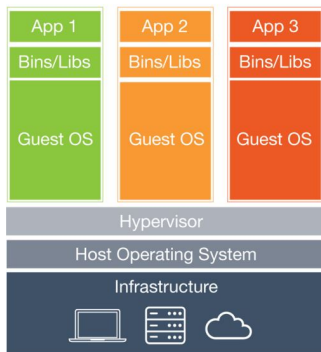 App 1
App 2
App 3
Bins/Libs
Bins/Libs
Bins/Libs
Guest OS
Guest OS
Guest OS
Hypervisor
Host Operating System
Infrastructure